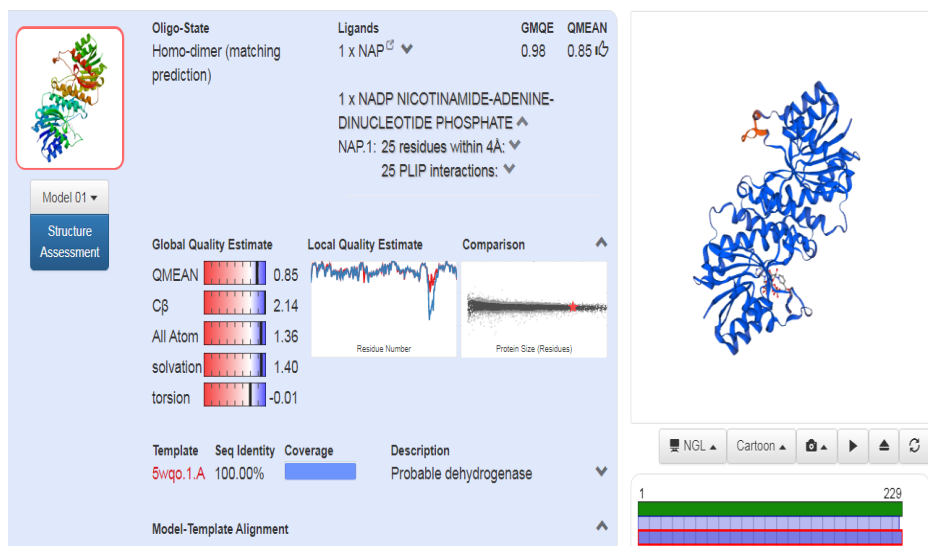 Oligo-State Ligands GMQE QMEAN
Homo-dimer (matching prediction) 1 x NAP 0.98 0.85
1 x NADP NICOTINAMIDE-ADENINE-
DINUCLEOTIDE PHOSPHATE
NAP.1: 25 residues within 4Å:
25 PLIP interactions:
Model 01
Structure
Assessment
Global Quality Estimate Local Quality Estimate Comparison
QMEAN 0.85
Cβ 2.14
All Atom 1.36
solvation 1.40
torsion -0.01
Residue Number
Protein Size (Residues)
Template Seq Identity Coverage Description
5wqo.1.A 100.00% Probable dehydrogenase
Model-Template Alignment
NGL Cartoon
1 229